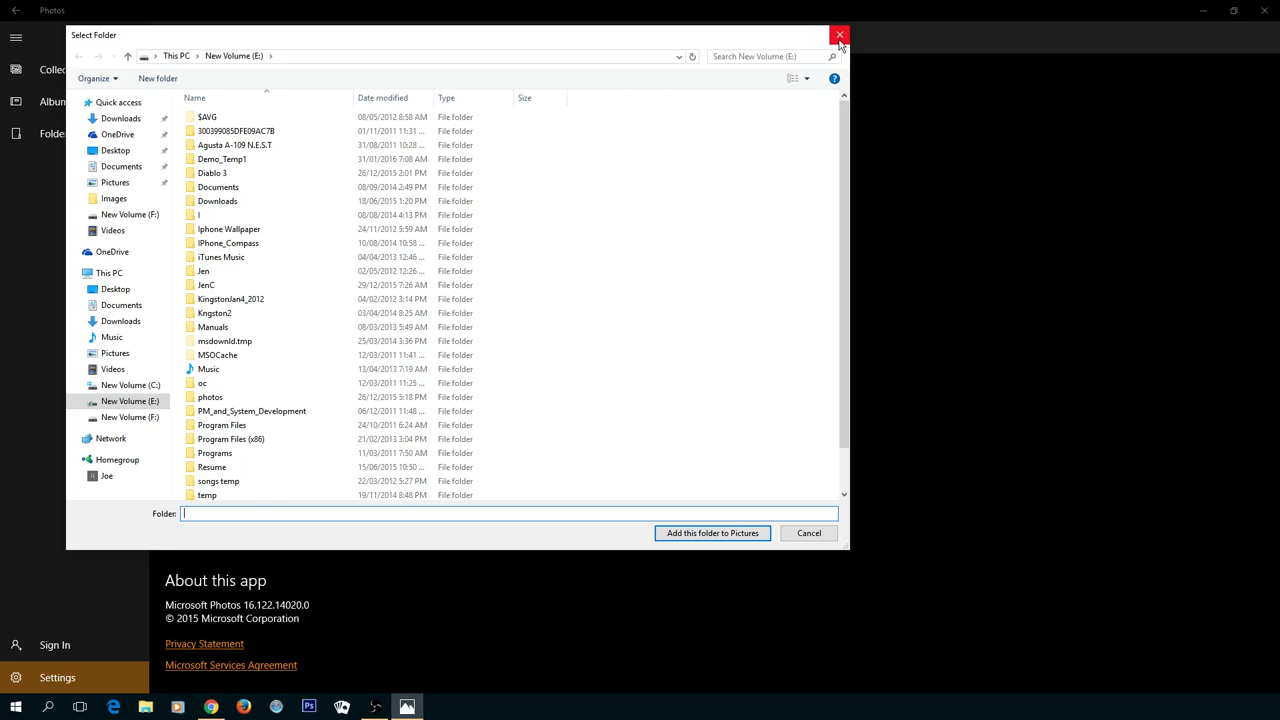 Photos
Select Folder
This PC
New Volume (E:)
Search New Volume (E:)
Organize
New folder
Collec
Album
Folde
Quick access
Downloads
OneDrive
Desktop
Documents
Pictures
Images
New Volume (F:)
Videos
OneDrive
This PC
Desktop
Documents
Downloads
Music
Pictures
Videos
New Volume (C:)
New Volume (E:)
New Volume (F:)
Network
Homegroup
Joe
Name Date modified Type Size
$AVG 08/05/2012 8:58 AM File folder
300399085DFE09AC7B 01/11/2011 11:31 ... File folder
Agusta A-109 N.E.S.T 31/08/2011 10:28 ... File folder
Demo_Temp1 31/01/2016 7:08 AM File folder
Diablo 3 26/12/2015 2:01 PM File folder
Documents 08/09/2014 2:49 PM File folder
Downloads 18/06/2015 1:20 PM File folder
I 08/08/2014 4:13 PM File folder
Iphone Wallpaper 24/11/2012 5:59 AM File folder
IPhone_Compass 10/08/2014 10:58 ... File folder
iTunes Music 04/04/2013 12:46 ... File folder
Jen 02/05/2012 12:26 ... File folder
JenC 29/12/2015 7:26 AM File folder
KingstonJan4_2012 04/02/2012 3:14 PM File folder
Kngston2 03/04/2014 8:25 AM File folder
Manuals 08/08/2013 5:49 AM File folder
msdownld.tmp 25/03/2014 3:36 PM File folder
MSOCache 12/03/2011 11:41 ... File folder
Music 13/04/2013 7:19 AM File folder
oc 12/03/2011 11:25 ... File folder
photos 26/12/2015 5:18 PM File folder
PM_and_System_Development 06/12/2011 11:48 ... File folder
Program Files 24/10/2011 6:24 AM File folder
Program Files (x86) 21/02/2013 3:04 PM File folder
Programs 11/03/2011 7:50 AM File folder
Resume 15/06/2015 10:50 ... File folder
songs temp 22/03/2012 5:27 PM File folder
temp 19/11/2014 8:48 PM File folder
Folder:
Add this folder to Pictures
Cancel
About this app
Microsoft Photos 16.122.14020.0
© 2015 Microsoft Corporation
Privacy Statement
Microsoft Services Agreement
Sign In
Settings